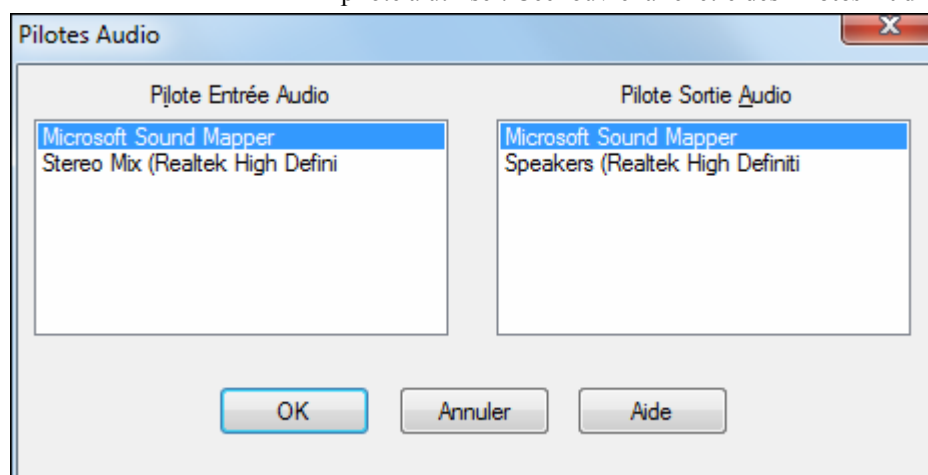 Pilotes Audio
Pilote Entrée Audio
Pilote Sortie Audio
Microsoft Sound Mapper
Stereo Mix (Realtek High Defini
Microsoft Sound Mapper
Speakers (Realtek High Definiti
OK
Annuler
Aide